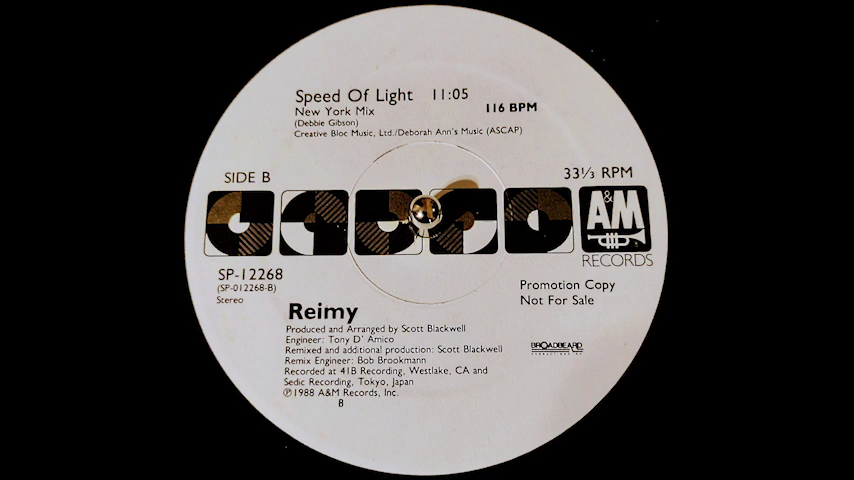 Speed Of Light 11:05
New York Mix
116 BPM
(Debbie Gibson)
Creative Bloc Music, Ltd./Deborah Ann's Music (ASCAP)
SIDE B
33⅓ RPM
A&M
RECORDS
SP-12268
(SP-012268-B)
Stereo
Promotion Copy
Not For Sale
Reimy
Produced and Arranged by Scott Blackwell
Engineer: Tony D' Amico
Remixed and additional production: Scott Blackwell
Remix Engineer: Bob Brookmann
Recorded at 41B Recording, Westlake, CA and
Sedic Recording, Tokyo, Japan
℗1988 A&M Records, Inc.
B
BROADBEARD
PRODUCTIONS INC